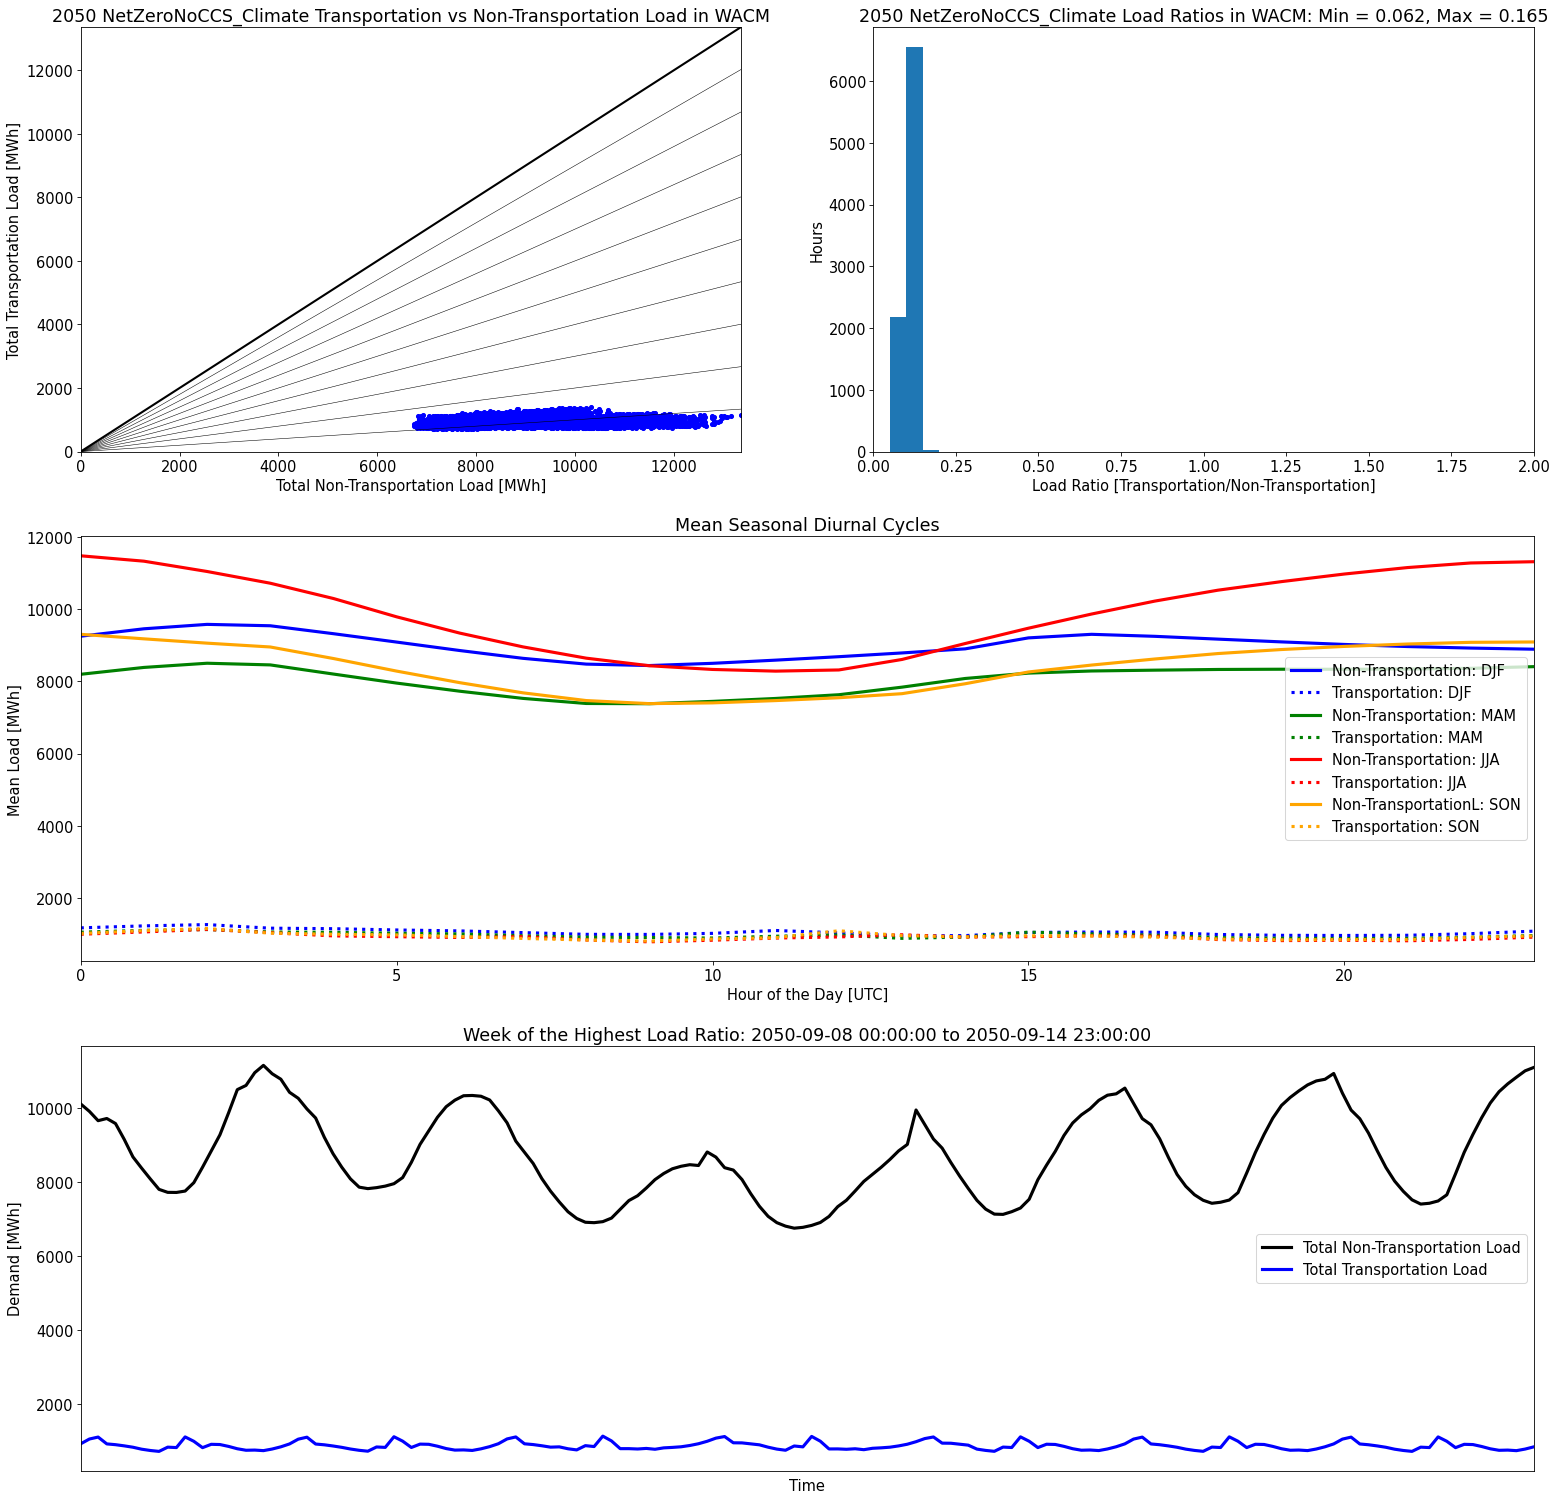 2050 NetZeroNoCCS_Climate Transportation vs Non-Transportation Load in WACM
Total Transportation Load [MWh]
12000
10000
8000
6000
4000
2000
0
0 2000 4000 6000 8000 10000 12000
Total Non-Transportation Load [MWh]
2050 NetZeroNoCCS_Climate Load Ratios in WACM: Min = 0.062, Max = 0.165
Hours
6000
5000
4000
3000
2000
1000
0
0.00 0.25 0.50 0.75 1.00 1.25 1.50 1.75 2.00
Load Ratio [Transportation/Non-Transportation]
Mean Seasonal Diurnal Cycles
Mean Load [MWh]
12000
10000
8000
6000
4000
2000
Non-Transportation: DJF
Transportation: DJF
Non-Transportation: MAM
Transportation: MAM
Non-Transportation: JJA
Transportation: JJA
Non-TransportationL: SON
Transportation: SON
0 5 10 15 20
Hour of the Day [UTC]
Week of the Highest Load Ratio: 2050-09-08 00:00:00 to 2050-09-14 23:00:00
Demand [MWh]
10000
8000
6000
4000
2000
Total Non-Transportation Load
Total Transportation Load
Time